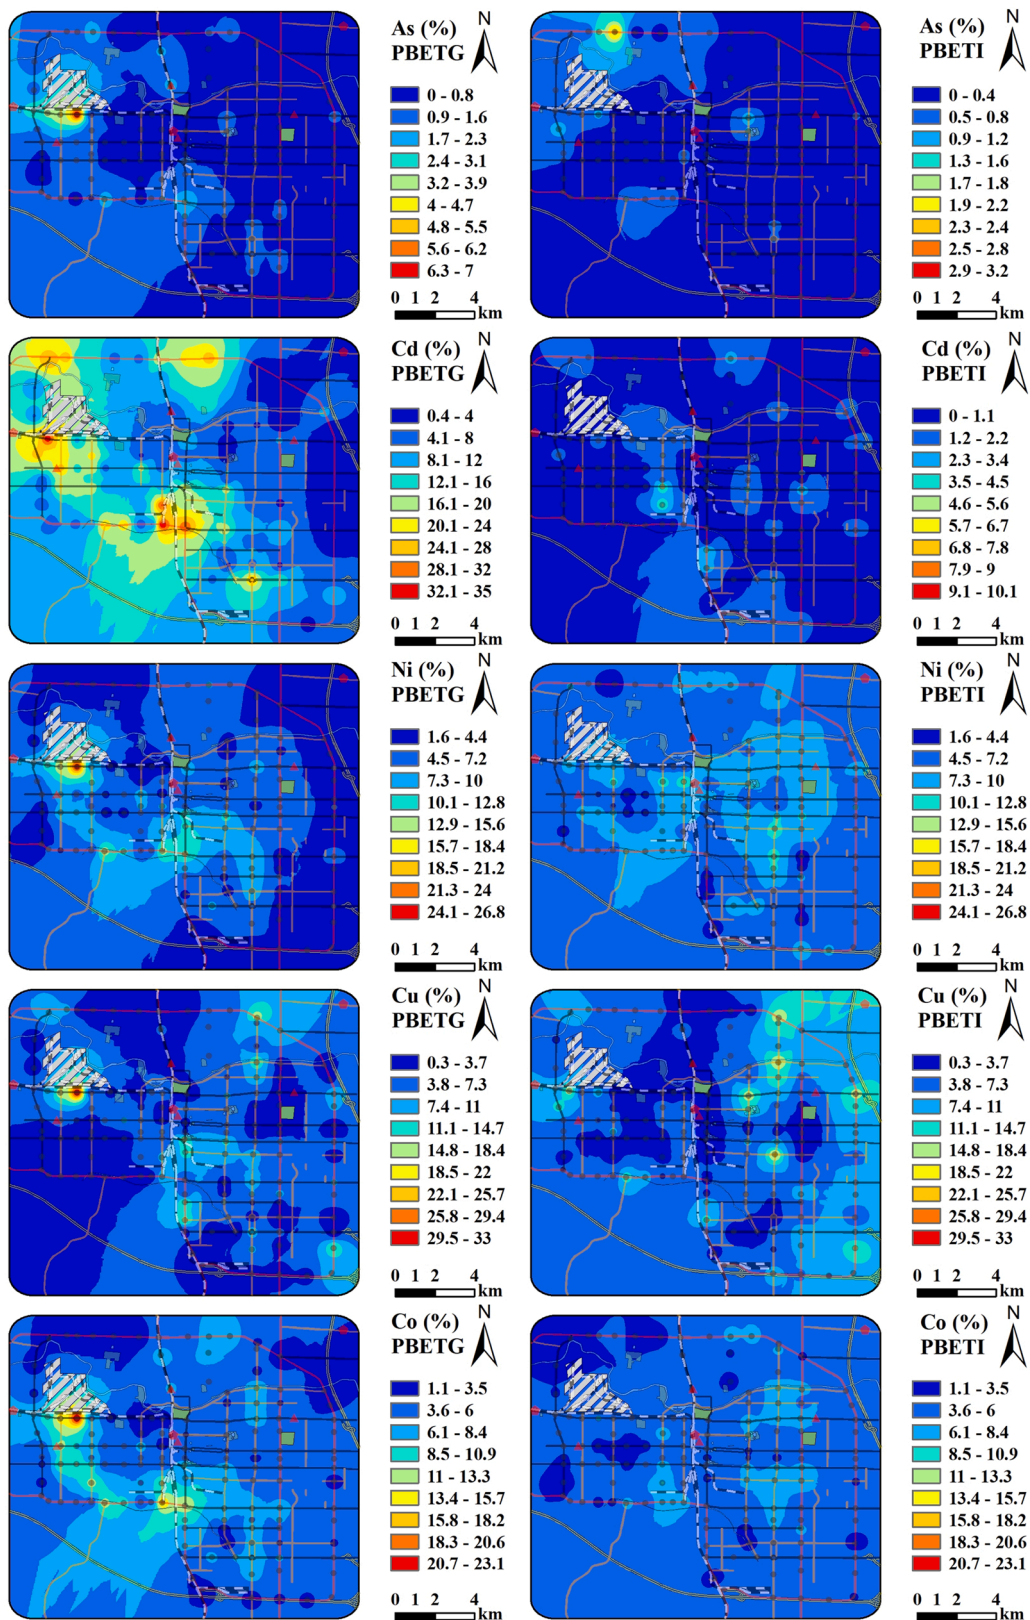 As (%)
PBETG
N
0 - 0.8
0.9 - 1.6
1.7 - 2.3
2.4 - 3.1
3.2 - 3.9
4 - 4.7
4.8 - 5.5
5.6 - 6.2
6.3 - 7
0 1 2 4
km
As (%)
PBETI
N
0 - 0.4
0.5 - 0.8
0.9 - 1.2
1.3 - 1.6
1.7 - 1.8
1.9 - 2.2
2.3 - 2.4
2.5 - 2.8
2.9 - 3.2
0 1 2 4
km
Cd (%)
PBETG
N
0.4 - 4
4.1 - 8
8.1 - 12
12.1 - 16
16.1 - 20
20.1 - 24
24.1 - 28
28.1 - 32
32.1 - 35
0 1 2 4
km
Cd (%)
PBETI
N
0 - 1.1
1.2 - 2.2
2.3 - 3.4
3.5 - 4.5
4.6 - 5.6
5.7 - 6.7
6.8 - 7.8
7.9 - 9
9.1 - 10.1
0 1 2 4
km
Ni (%)
PBETG
N
1.6 - 4.4
4.5 - 7.2
7.3 - 10
10.1 - 12.8
12.9 - 15.6
15.7 - 18.4
18.5 - 21.2
21.3 - 24
24.1 - 26.8
0 1 2 4
km
Ni (%)
PBETI
N
1.6 - 4.4
4.5 - 7.2
7.3 - 10
10.1 - 12.8
12.9 - 15.6
15.7 - 18.4
18.5 - 21.2
21.3 - 24
24.1 - 26.8
0 1 2 4
km
Cu (%)
PBETG
N
0.3 - 3.7
3.8 - 7.3
7.4 - 11
11.1 - 14.7
14.8 - 18.4
18.5 - 22
22.1 - 25.7
25.8 - 29.4
29.5 - 33
0 1 2 4
km
Cu (%)
PBETI
N
0.3 - 3.7
3.8 - 7.3
7.4 - 11
11.1 - 14.7
14.8 - 18.4
18.5 - 22
22.1 - 25.7
25.8 - 29.4
29.5 - 33
0 1 2 4
km
Co (%)
PBETG
N
1.1 - 3.5
3.6 - 6
6.1 - 8.4
8.5 - 10.9
11 - 13.3
13.4 - 15.7
15.8 - 18.2
18.3 - 20.6
20.7 - 23.1
0 1 2 4
km
Co (%)
PBETI
N
1.1 - 3.5
3.6 - 6
6.1 - 8.4
8.5 - 10.9
11 - 13.3
13.4 - 15.7
15.8 - 18.2
18.3 - 20.6
20.7 - 23.1
0 1 2 4
km